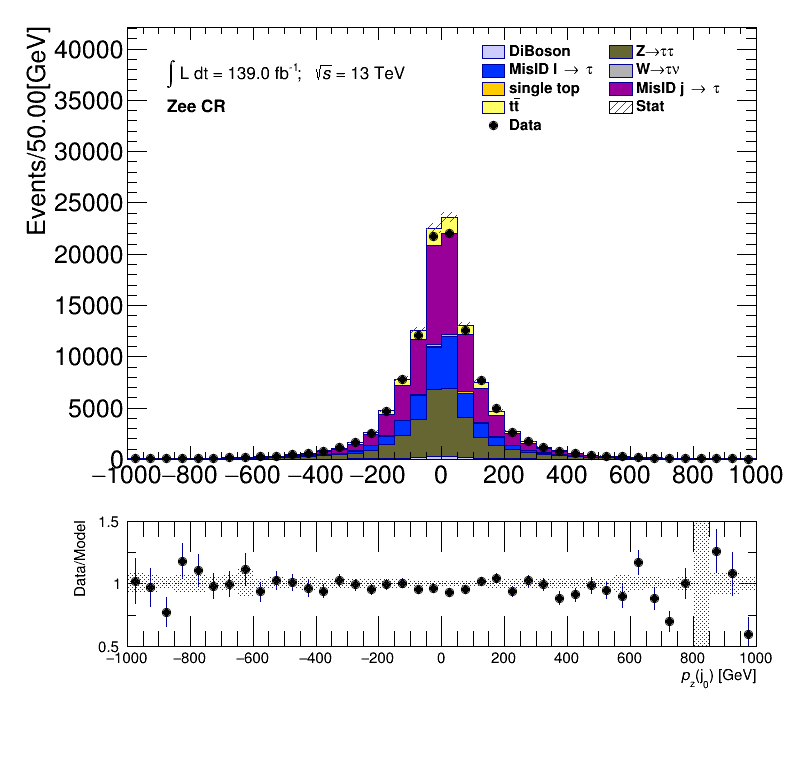 Events/50.00[GeV]
40000
35000
30000
25000
20000
15000
10000
5000
0
∫ L dt = 139.0 fb⁻¹; √s = 13 TeV
Zee CR
DiBoson
MisID l → τ
single top
tt̅
Data
Z→ττ
W→τν
MisID j → τ
Stat
−1000 −800 −600 −400 −200 0 200 400 600 800 1000
Data/Model
1.5
1
0.5
−1000 −800 −600 −400 −200 0 200 400 600 800 1000
p_z(j_0) [GeV]